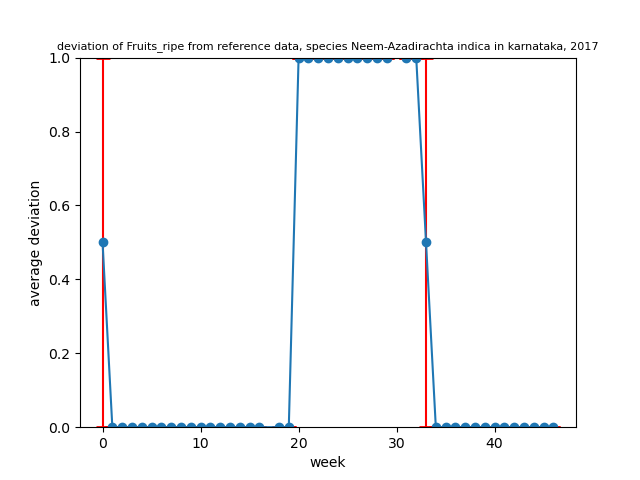 deviation of Fruits_ripe from reference data, species Neem-Azadirachta indica in karnataka, 2017
1.0
0.8
0.6
0.4
0.2
0.0
average deviation
0 10 20 30 40
week